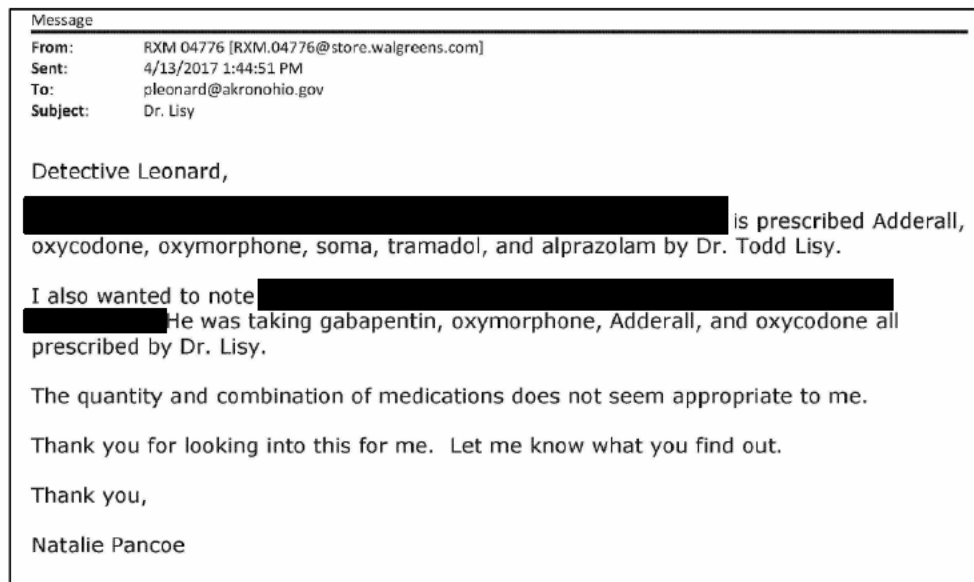 Message
From: RXM 04776 [RXM.04776@store.walgreens.com]
Sent: 4/13/2017 1:44:51 PM
To: pleonard@akronohio.gov
Subject: Dr. Lisy
Detective Leonard,
is prescribed Adderall,
oxycodone, oxymorphone, soma, tramadol, and alprazolam by Dr. Todd Lisy.
I also wanted to note
He was taking gabapentin, oxymorphone, Adderall, and oxycodone all
prescribed by Dr. Lisy.
The quantity and combination of medications does not seem appropriate to me.
Thank you for looking into this for me. Let me know what you find out.
Thank you,
Natalie Pancoe